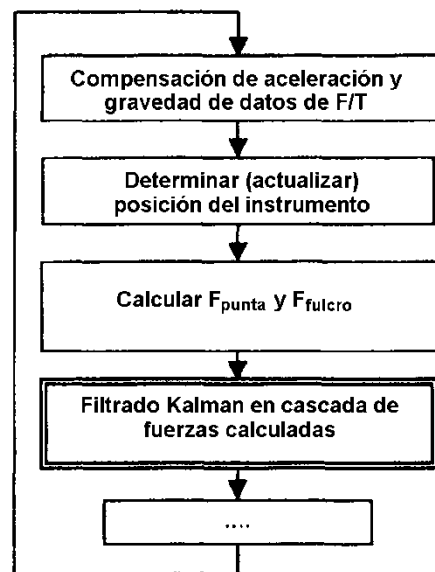 Compensación de aceleración y
gravedad de datos de F/T
Determinar (actualizar)
posición del instrumento
Calcular Fpunta y Ffulcro
Filtrado Kalman en cascada de
fuerzas calculadas
....